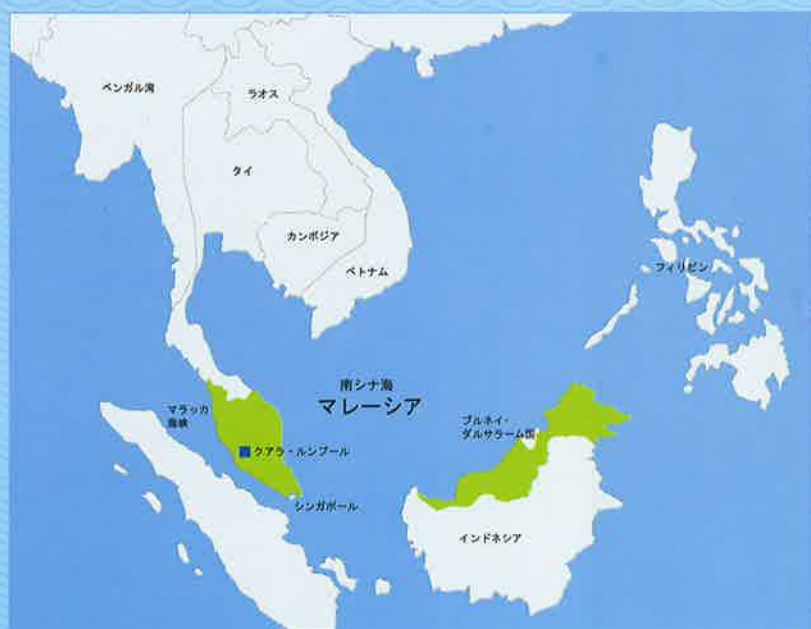 ベンガル湾
ラオス
タイ
カンボジア
ベトナム
フィリピン
南シナ海
マレーシア
マラッカ
海峡
ブルネイ・
ダルサラーム国
クアラ・ルンプール
シンガポール
インドネシア